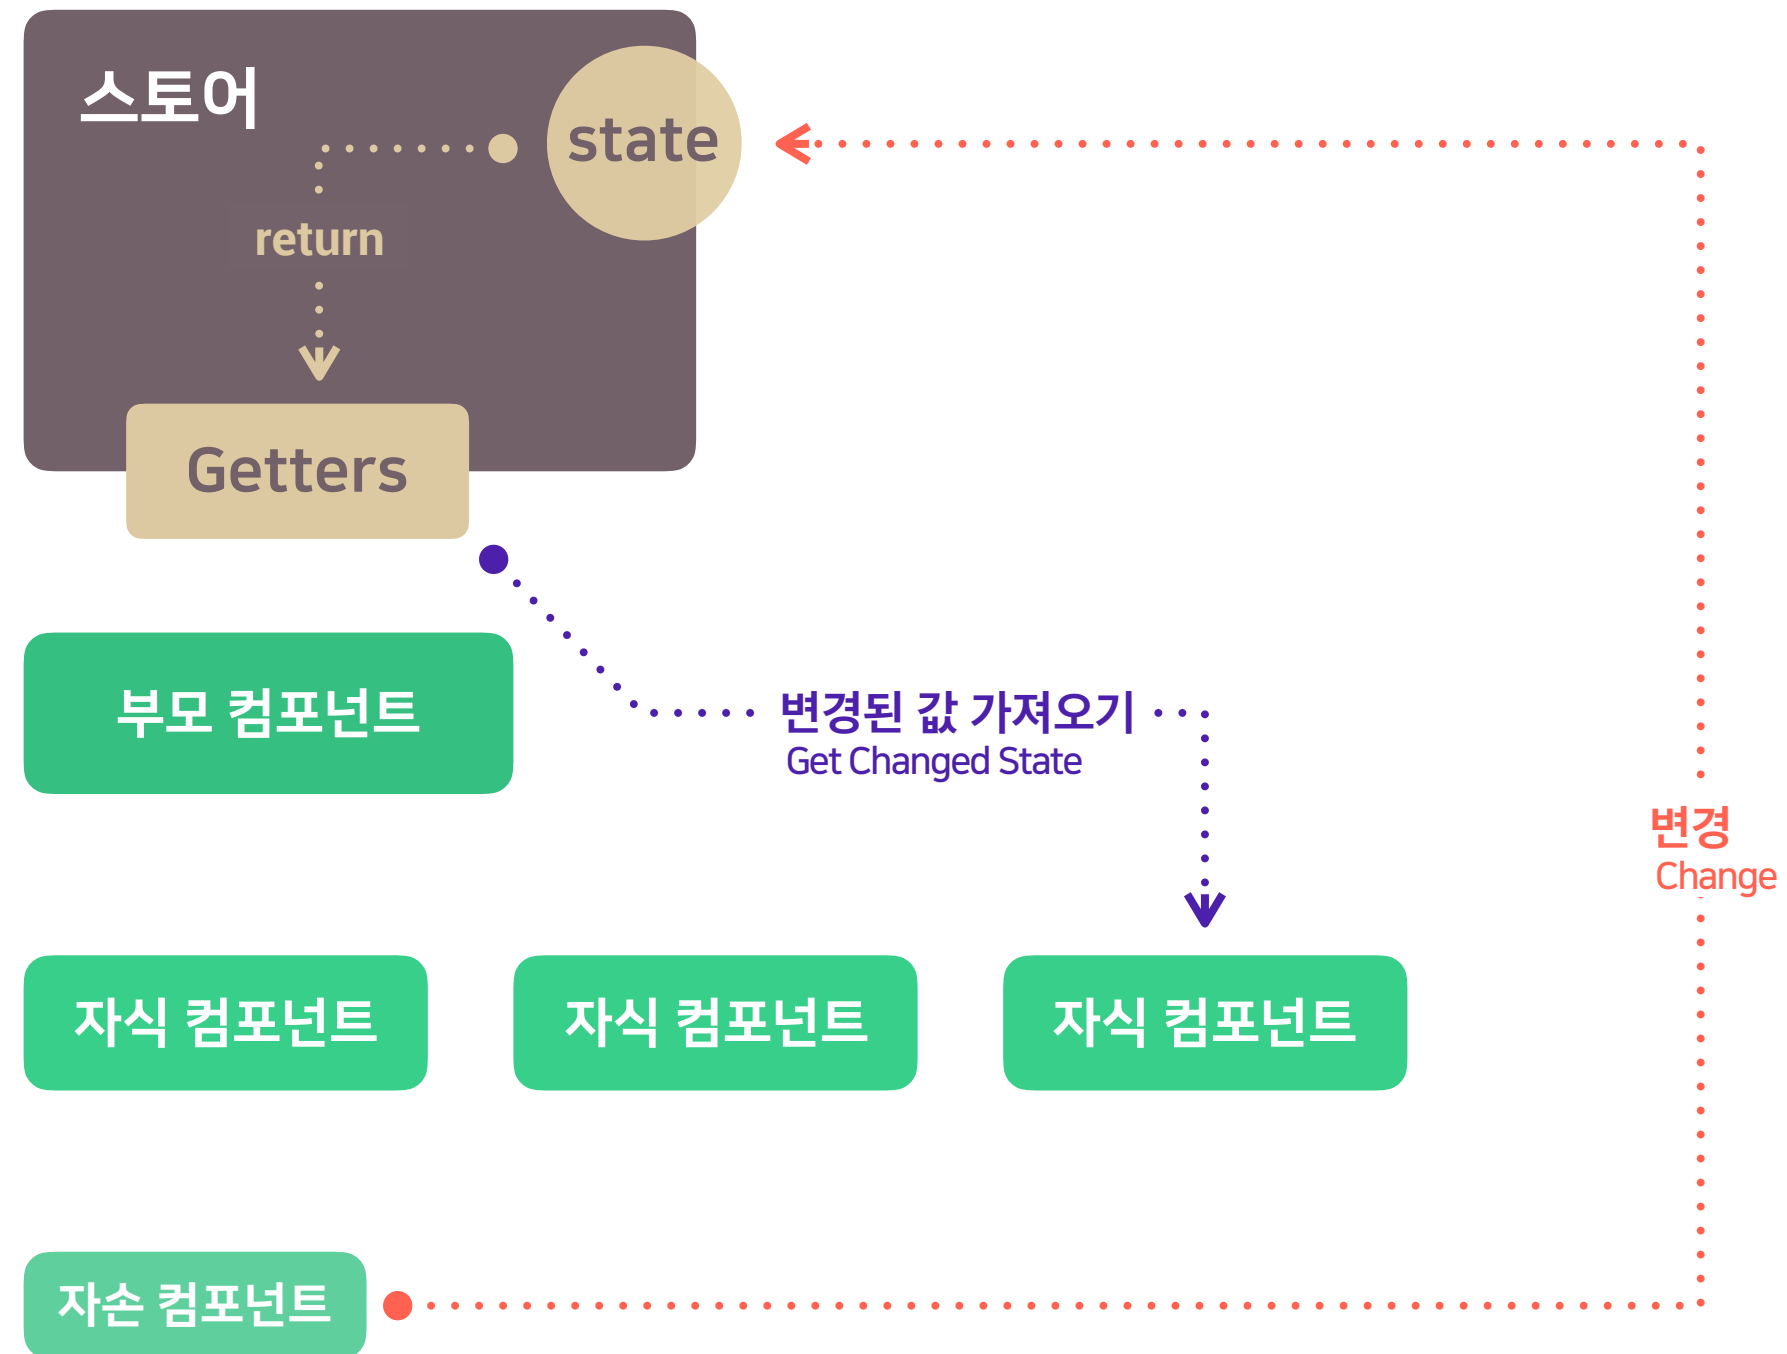 스토어
state
return
Getters
부모 컴포넌트
변경된 값 가져오기
Get Changed State
변경
Change
자식 컴포넌트
자식 컴포넌트
자식 컴포넌트
자손 컴포넌트